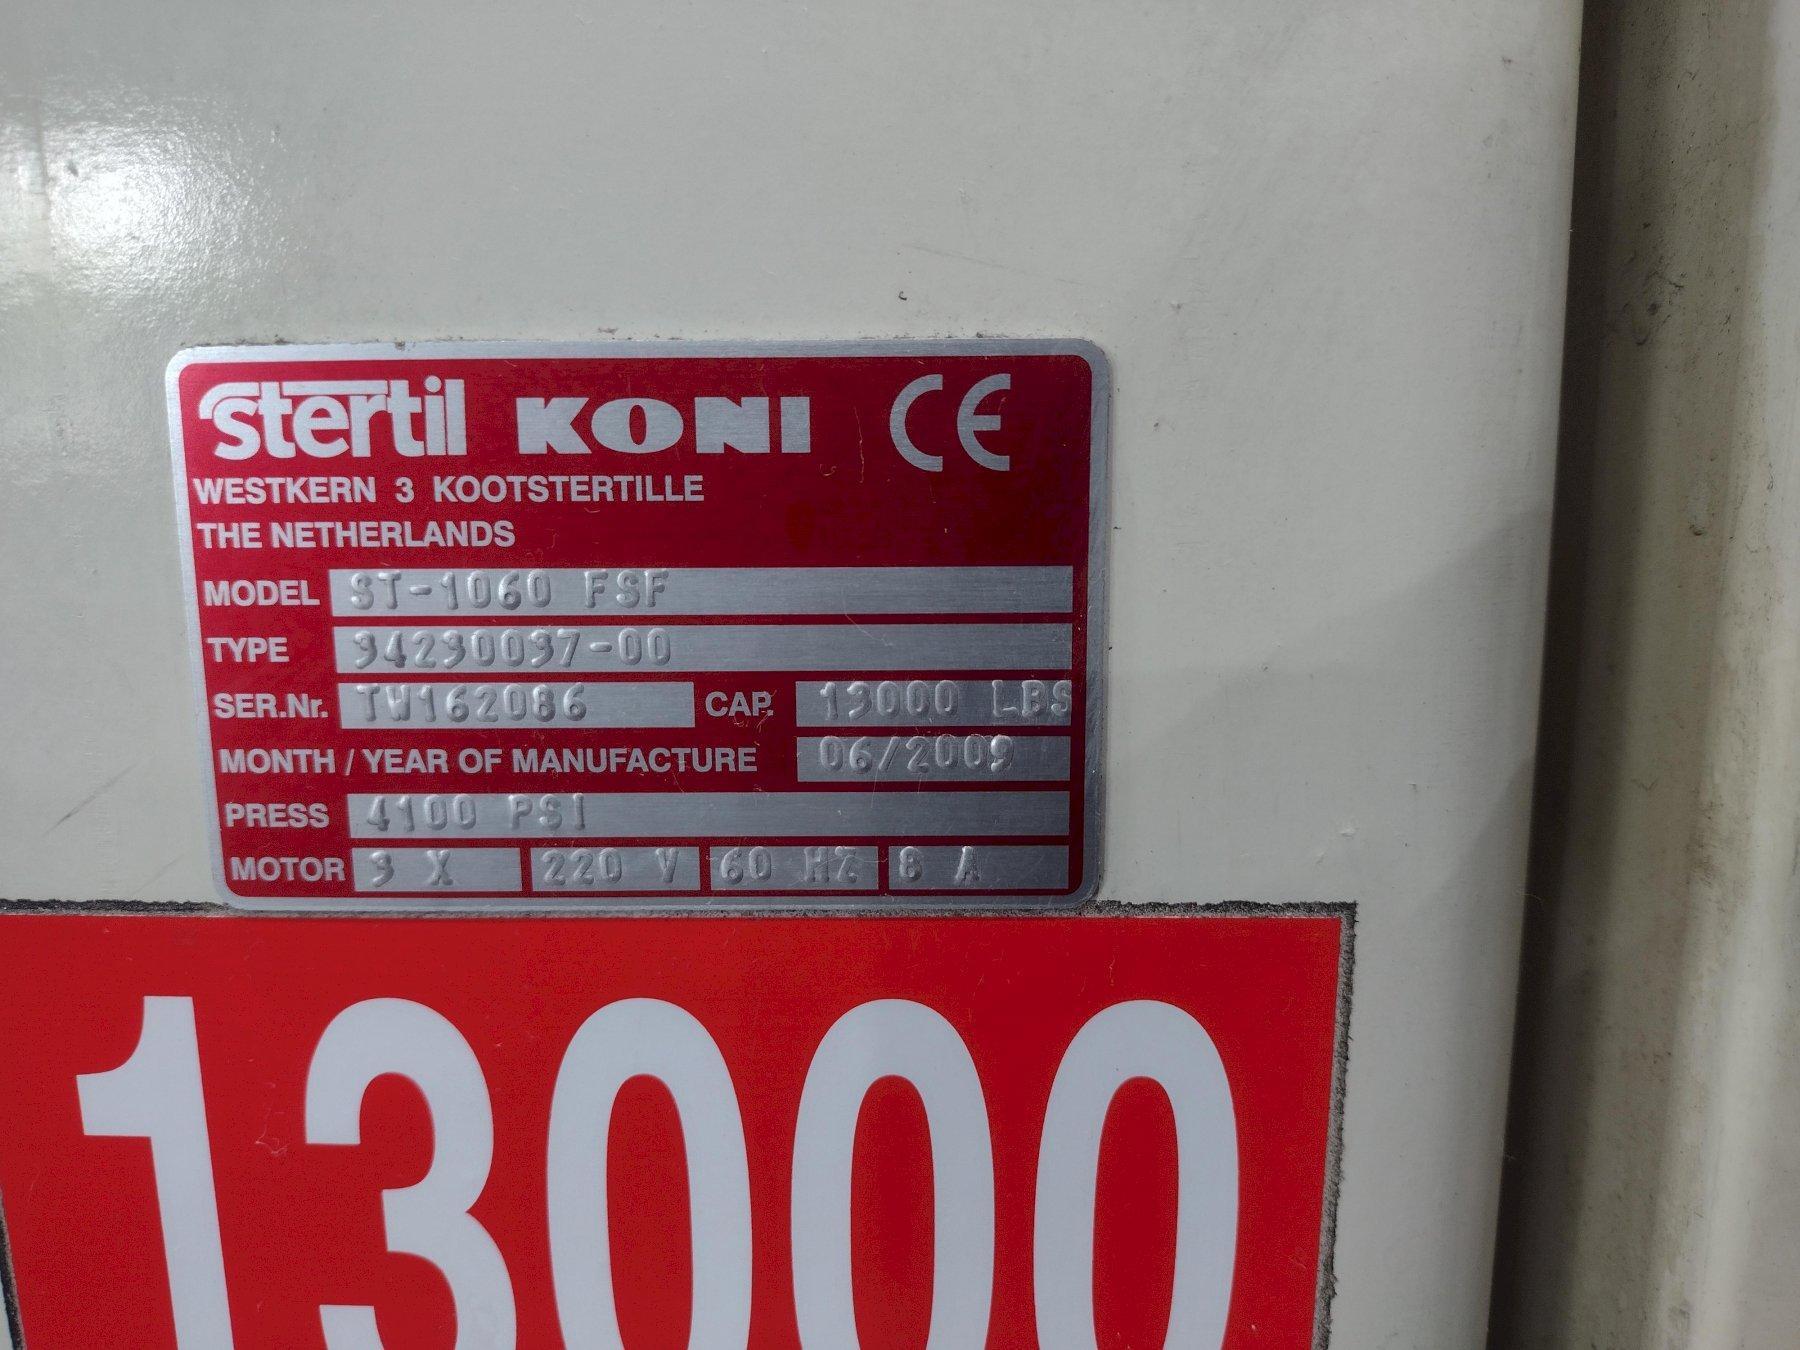 stertil KONI CE
WESTKERN 3 KOOTSTERTILLE
THE NETHERLANDS
MODEL ST-1060 FSF
TYPE 34230037-00
SER.Nr. TW162086 CAP. 13000 LBS
MONTH / YEAR OF MANUFACTURE 06/2009
PRESS 4100 PSI
MOTOR 3 X 220 V 60 HZ 8 A
13000